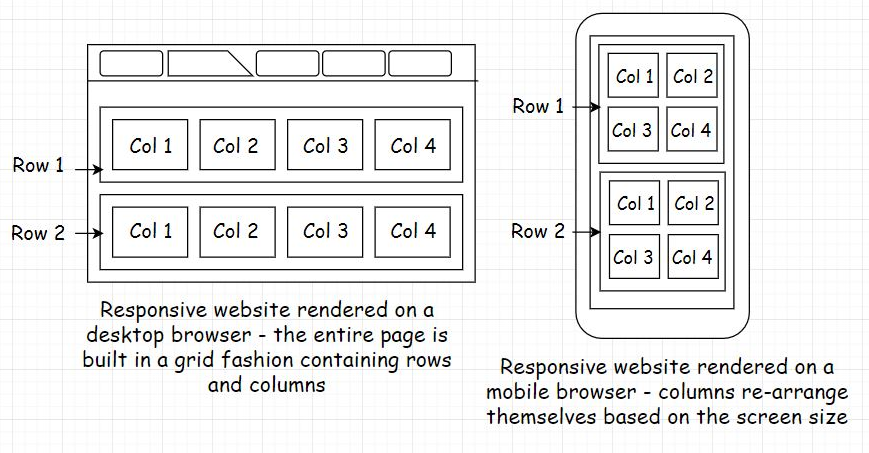 Row 1
Col 1 Col 2 Col 3 Col 4
Row 2
Col 1 Col 2 Col 3 Col 4
Responsive website rendered on a
desktop browser - the entire page is
built in a grid fashion containing rows
and columns
Row 1
Col 1 Col 2
Col 3 Col 4
Row 2
Col 1 Col 2
Col 3 Col 4
Responsive website rendered on a
mobile browser - columns re-arrange
themselves based on the screen size